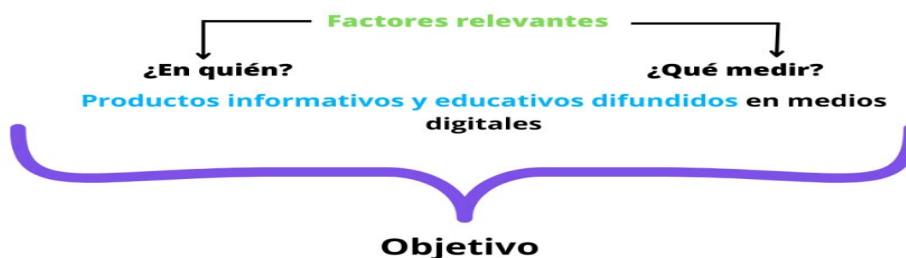 Factores relevantes
¿En quién? ¿Qué medir?
Productos informativos y educativos difundidos en medios
digitales
Objetivo